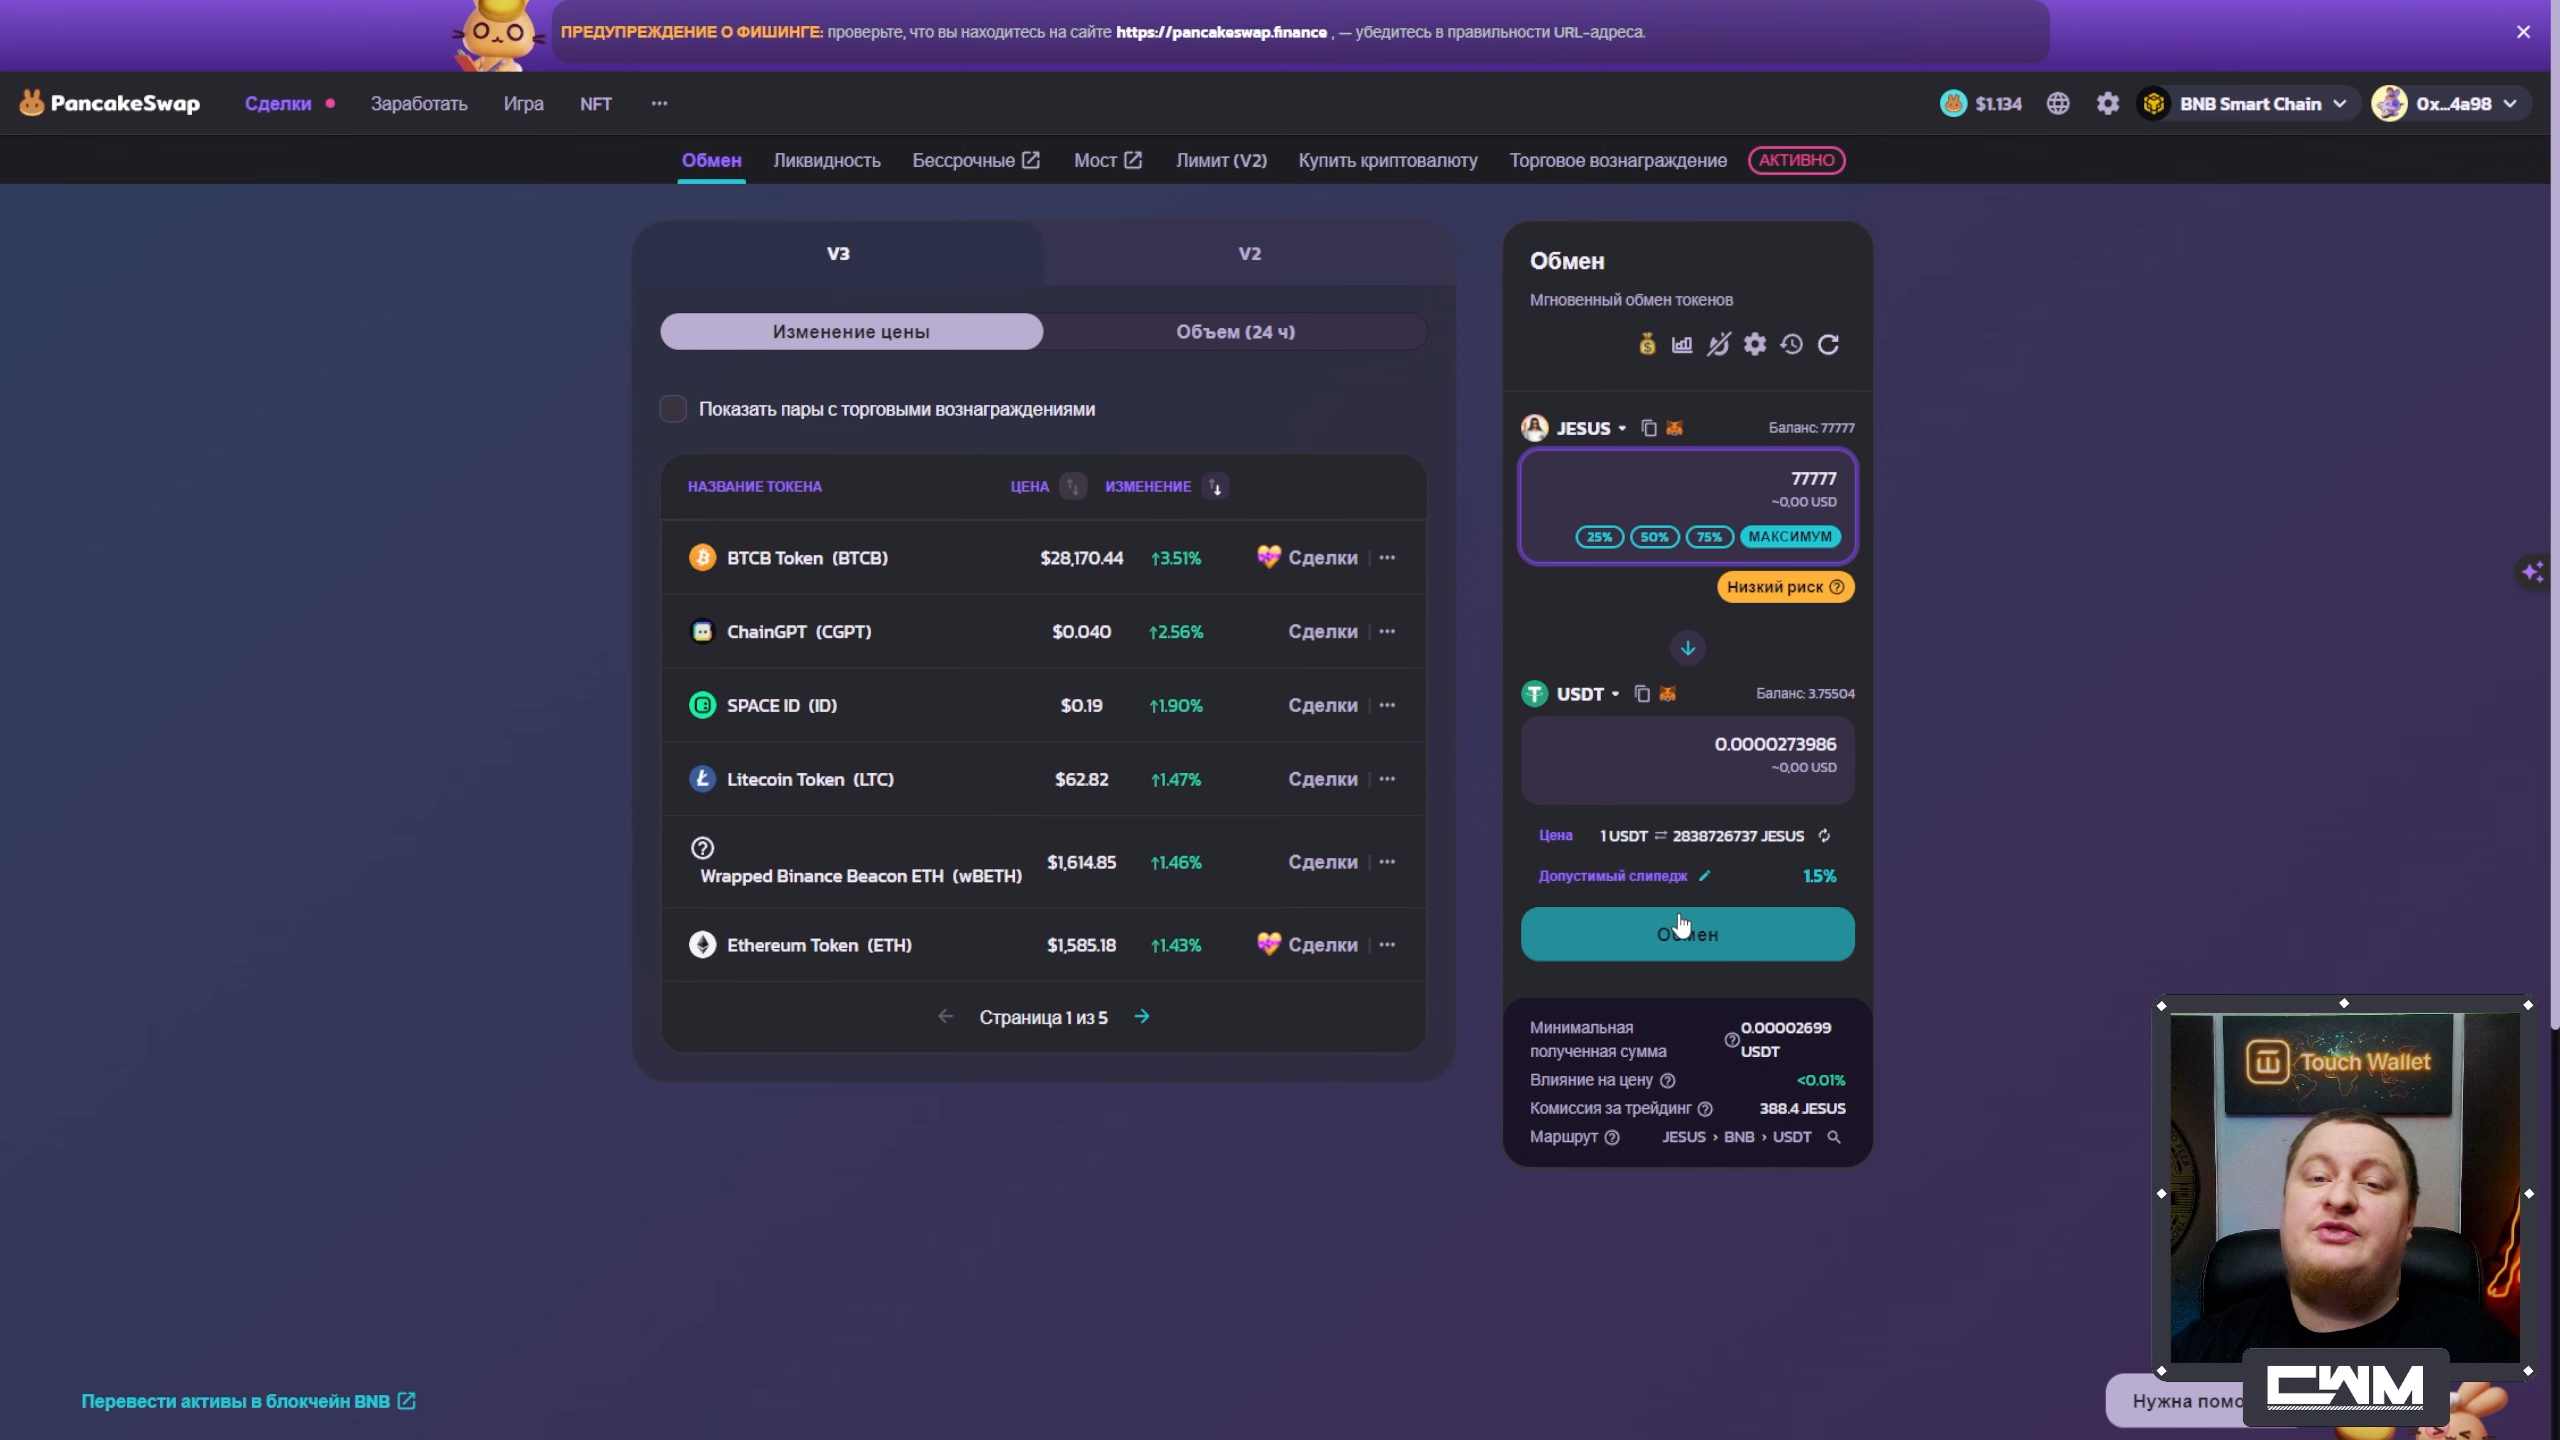 ПРЕДУПРЕЖДЕНИЕ О ФИШИНГЕ: проверьте, что вы находитесь на сайте https://pancakeswap.finance , — убедитесь в правильности URL-адреса.
PancakeSwap Сделки Заработать Игра NFT ··· $1.134 BNB Smart Chain 0x...4a98
Обмен Ликвидность Бессрочные Мост Лимит (V2) Купить криптовалюту Торговое вознаграждение АКТИВНО
V3 V2
Изменение цены Объем (24 ч)
Показать пары с торговыми вознаграждениями
НАЗВАНИЕ ТОКЕНА ЦЕНА ИЗМЕНЕНИЕ
BTCB Token (BTCB) $28,170.44 ↑3.51% Сделки ···
ChainGPT (CGPT) $0.040 ↑2.56% Сделки ···
SPACE ID (ID) $0.19 ↑1.90% Сделки ···
Litecoin Token (LTC) $62.82 ↑1.47% Сделки ···
Wrapped Binance Beacon ETH (wBETH) $1,614.85 ↑1.46% Сделки ···
Ethereum Token (ETH) $1,585.18 ↑1.43% Сделки ···
Страница 1 из 5
Обмен
Мгновенный обмен токенов
JESUS Баланс: 77777
77777
~0,00 USD
25% 50% 75% МАКСИМУМ
Низкий риск
USDT Баланс: 3.75504
0.0000273986
~0,00 USD
Цена 1 USDT ⇌ 2838726737 JESUS
Допустимый слипедж 1.5%
Обмен
Минимальная полученная сумма 0.00002699 USDT
Влияние на цену <0.01%
Комиссия за трейдинг 388.4 JESUS
Маршрут JESUS › BNB › USDT
Touch Wallet
Перевести активы в блокчейн BNB
Нужна
CWM